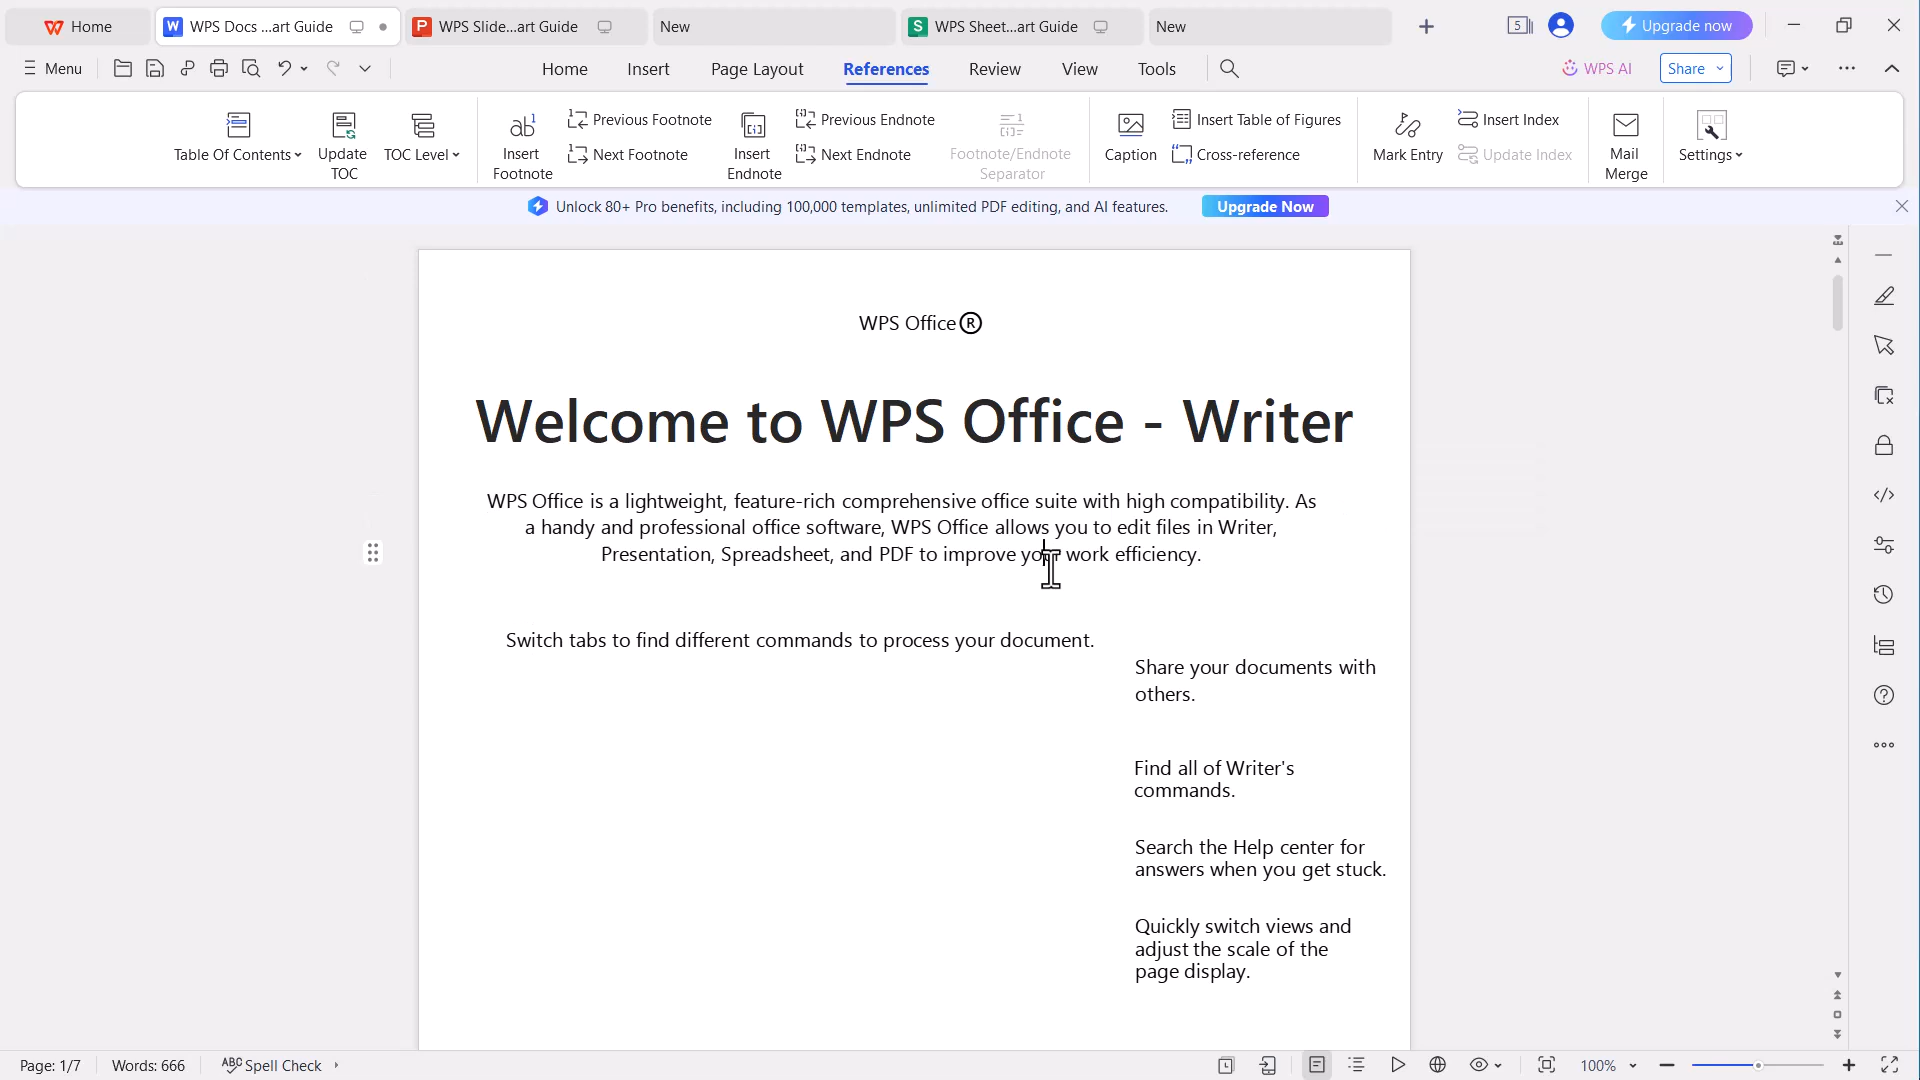 Home
WPS Docs ...art Guide
WPS Slide...art Guide
New
WPS Sheet...art Guide
New
5
Upgrade now
Menu
Home
Insert
Page Layout
References
Review
View
Tools
WPS AI
Share
Table Of Contents
Update
TOC
TOC Level
Insert
Footnote
Previous Footnote
Next Footnote
Insert
Endnote
Previous Endnote
Next Endnote
Footnote/Endnote
Separator
Caption
Insert Table of Figures
Cross-reference
Mark Entry
Insert Index
Update Index
Mail
Merge
Settings
Unlock 80+ Pro benefits, including 100,000 templates, unlimited PDF editing, and AI features.
Upgrade Now
WPS Office®
Welcome to WPS Office - Writer
WPS Office is a lightweight, feature-rich comprehensive office suite with high compatibility. As
a handy and professional office software, WPS Office allows you to edit files in Writer,
Presentation, Spreadsheet, and PDF to improve your work efficiency.
Switch tabs to find different commands to process your document.
Share your documents with
others.
Find all of Writer's
commands.
Search the Help center for
answers when you get stuck.
Quickly switch views and
adjust the scale of the
page display.
Page: 1/7
Words: 666
Spell Check
100%